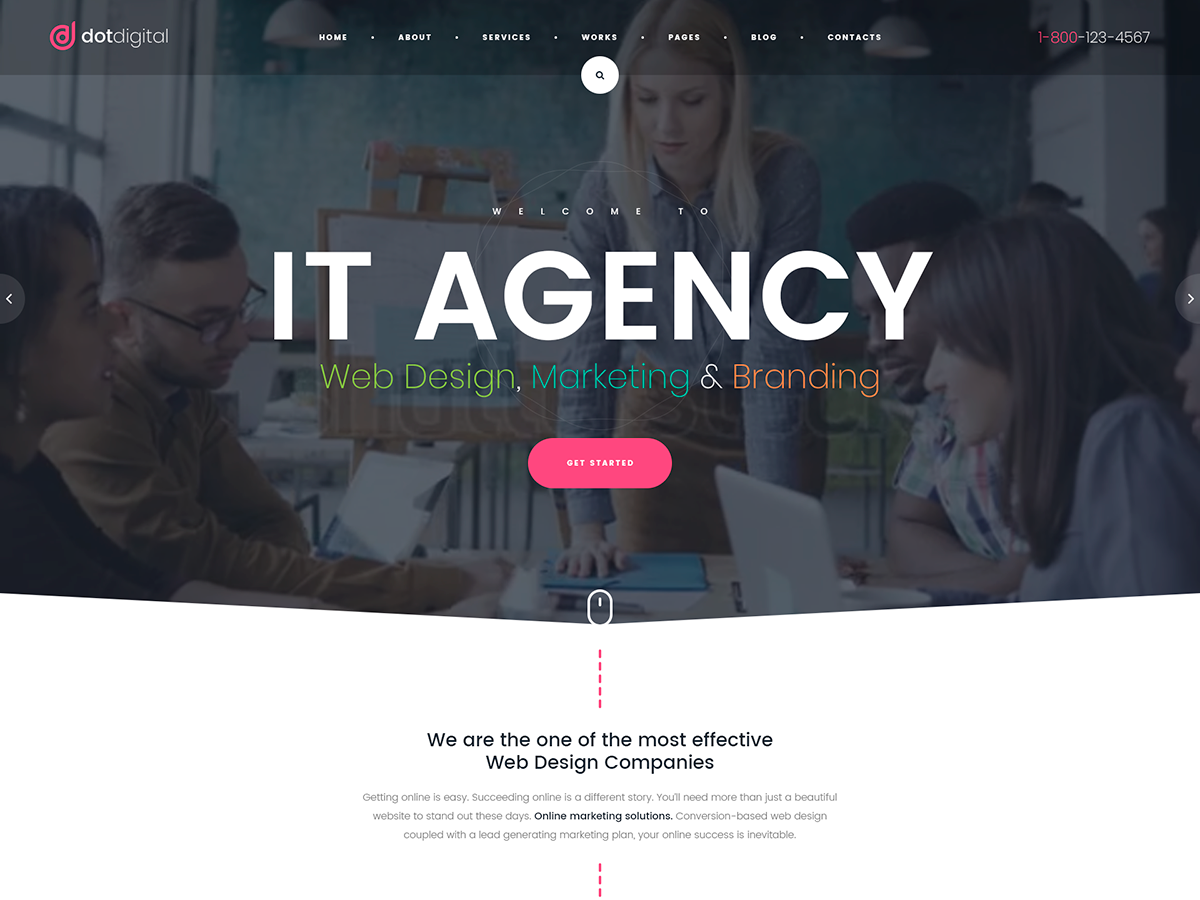 dotdigital
HOME • ABOUT • SERVICES • WORKS • PAGES • BLOG • CONTACTS
1-800-123-4567
WELCOME TO
IT AGENCY
Web Design, Marketing & Branding
GET STARTED
We are the one of the most effective
Web Design Companies
Getting online is easy. Succeeding online is a different story. You'll need more than just a beautiful
website to stand out these days. Online marketing solutions. Conversion-based web design
coupled with a lead generating marketing plan, your online success is inevitable.